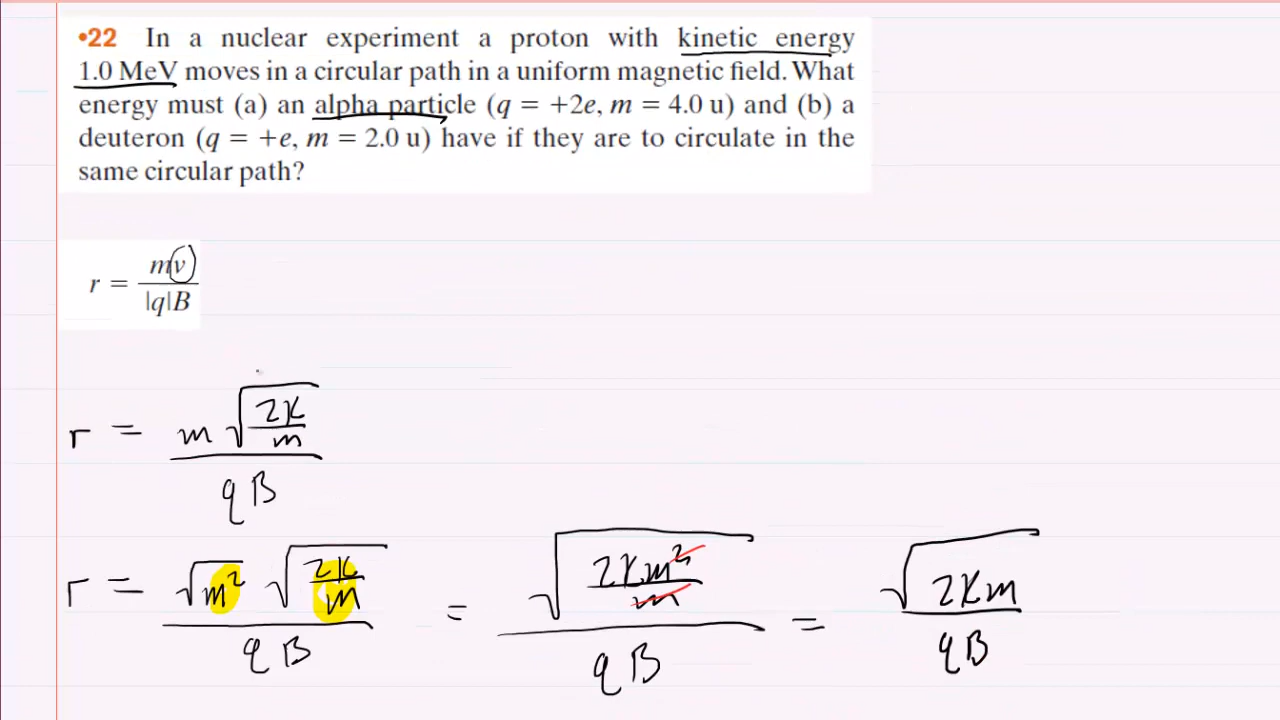 •22 In a nuclear experiment a proton with kinetic energy
1.0 MeV moves in a circular path in a uniform magnetic field. What
energy must (a) an alpha particle (q = +2e, m = 4.0 u) and (b) a
deuteron (q = +e, m = 2.0 u) have if they are to circulate in the
same circular path?
r = mv / |q|B
r = m √(2K/m) / qB
r = √m² √(2K/m) / qB = √(2Km²/m) / qB = √2Km / qB